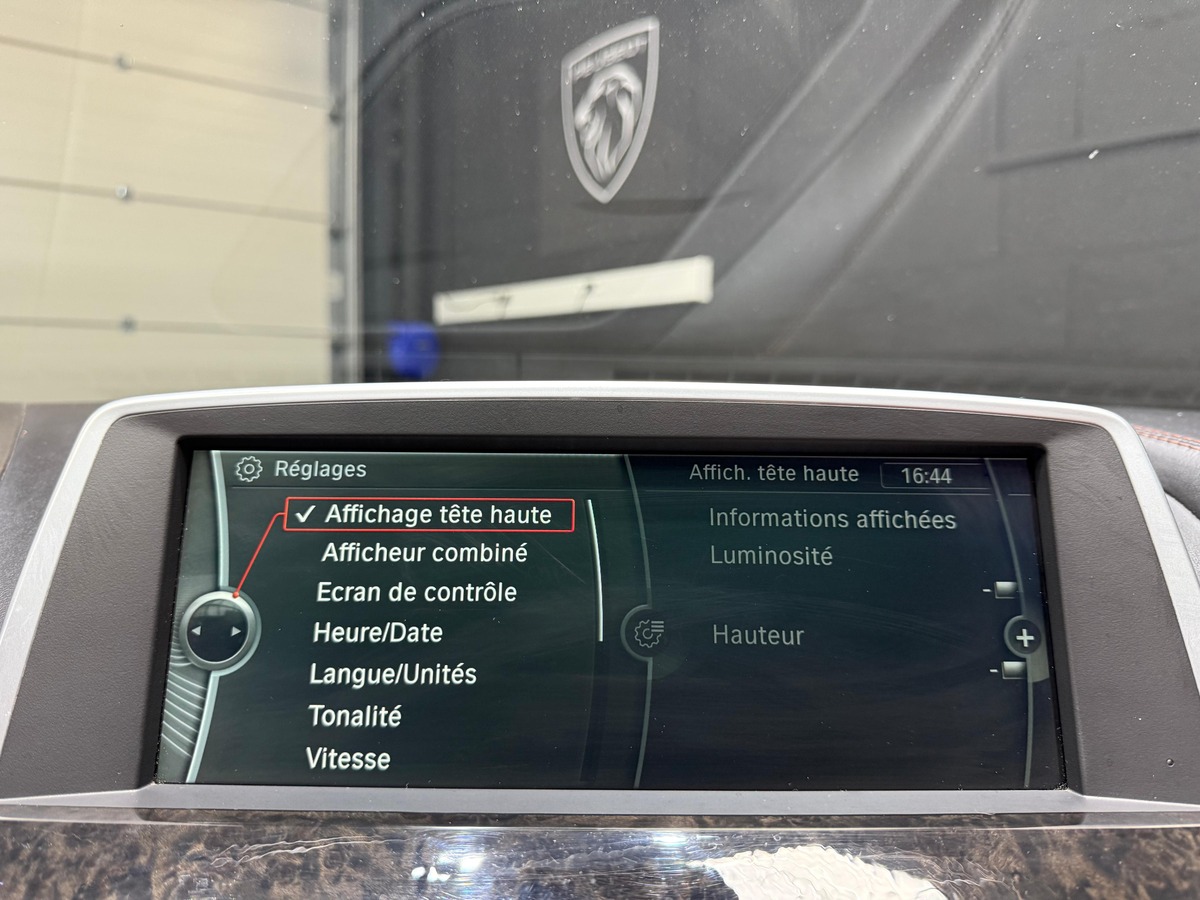 Réglages
Affich. tête haute
16:44
✓ Affichage tête haute
Afficheur combiné
Ecran de contrôle
Heure/Date
Langue/Unités
Tonalité
Vitesse
Informations affichées
Luminosité
Hauteur